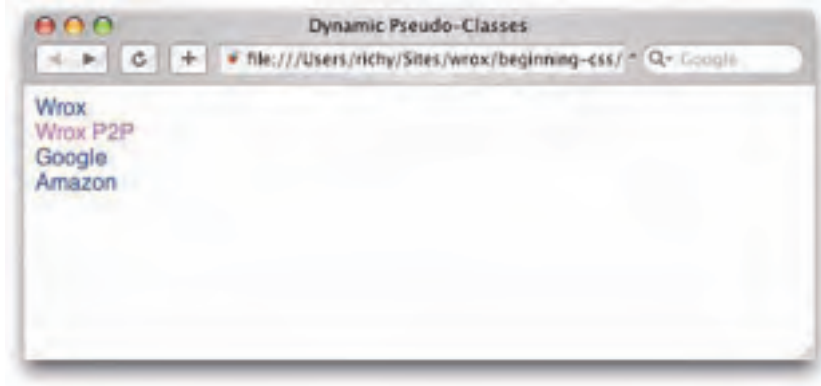 Dynamic Pseudo-Classes
file:///Users/richy/Sites/wrox/beginning-css/ Google
Wrox
Wrox P2P
Google
Amazon